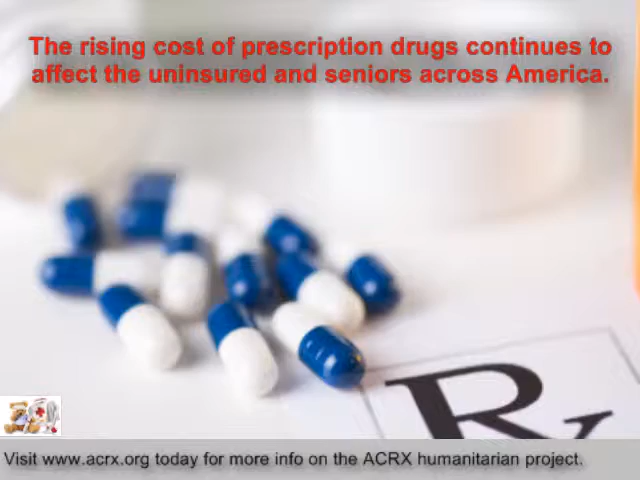 The rising cost of prescription drugs continues to
affect the uninsured and seniors across America.
Rx
Visit www.acrx.org today for more info on the ACRX humanitarian project.